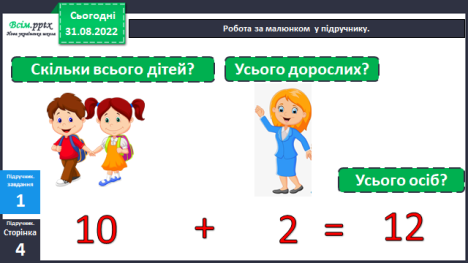 Всім.pptx
Нова українська школа
Сьогодні
31.08.2022
Робота за малюнком у підручнику.
Скільки всього дітей?
Усього дорослих?
Усього осіб?
Підручник.
завдання
1
Підручник.
Сторінка
4
10 + 2 = 12